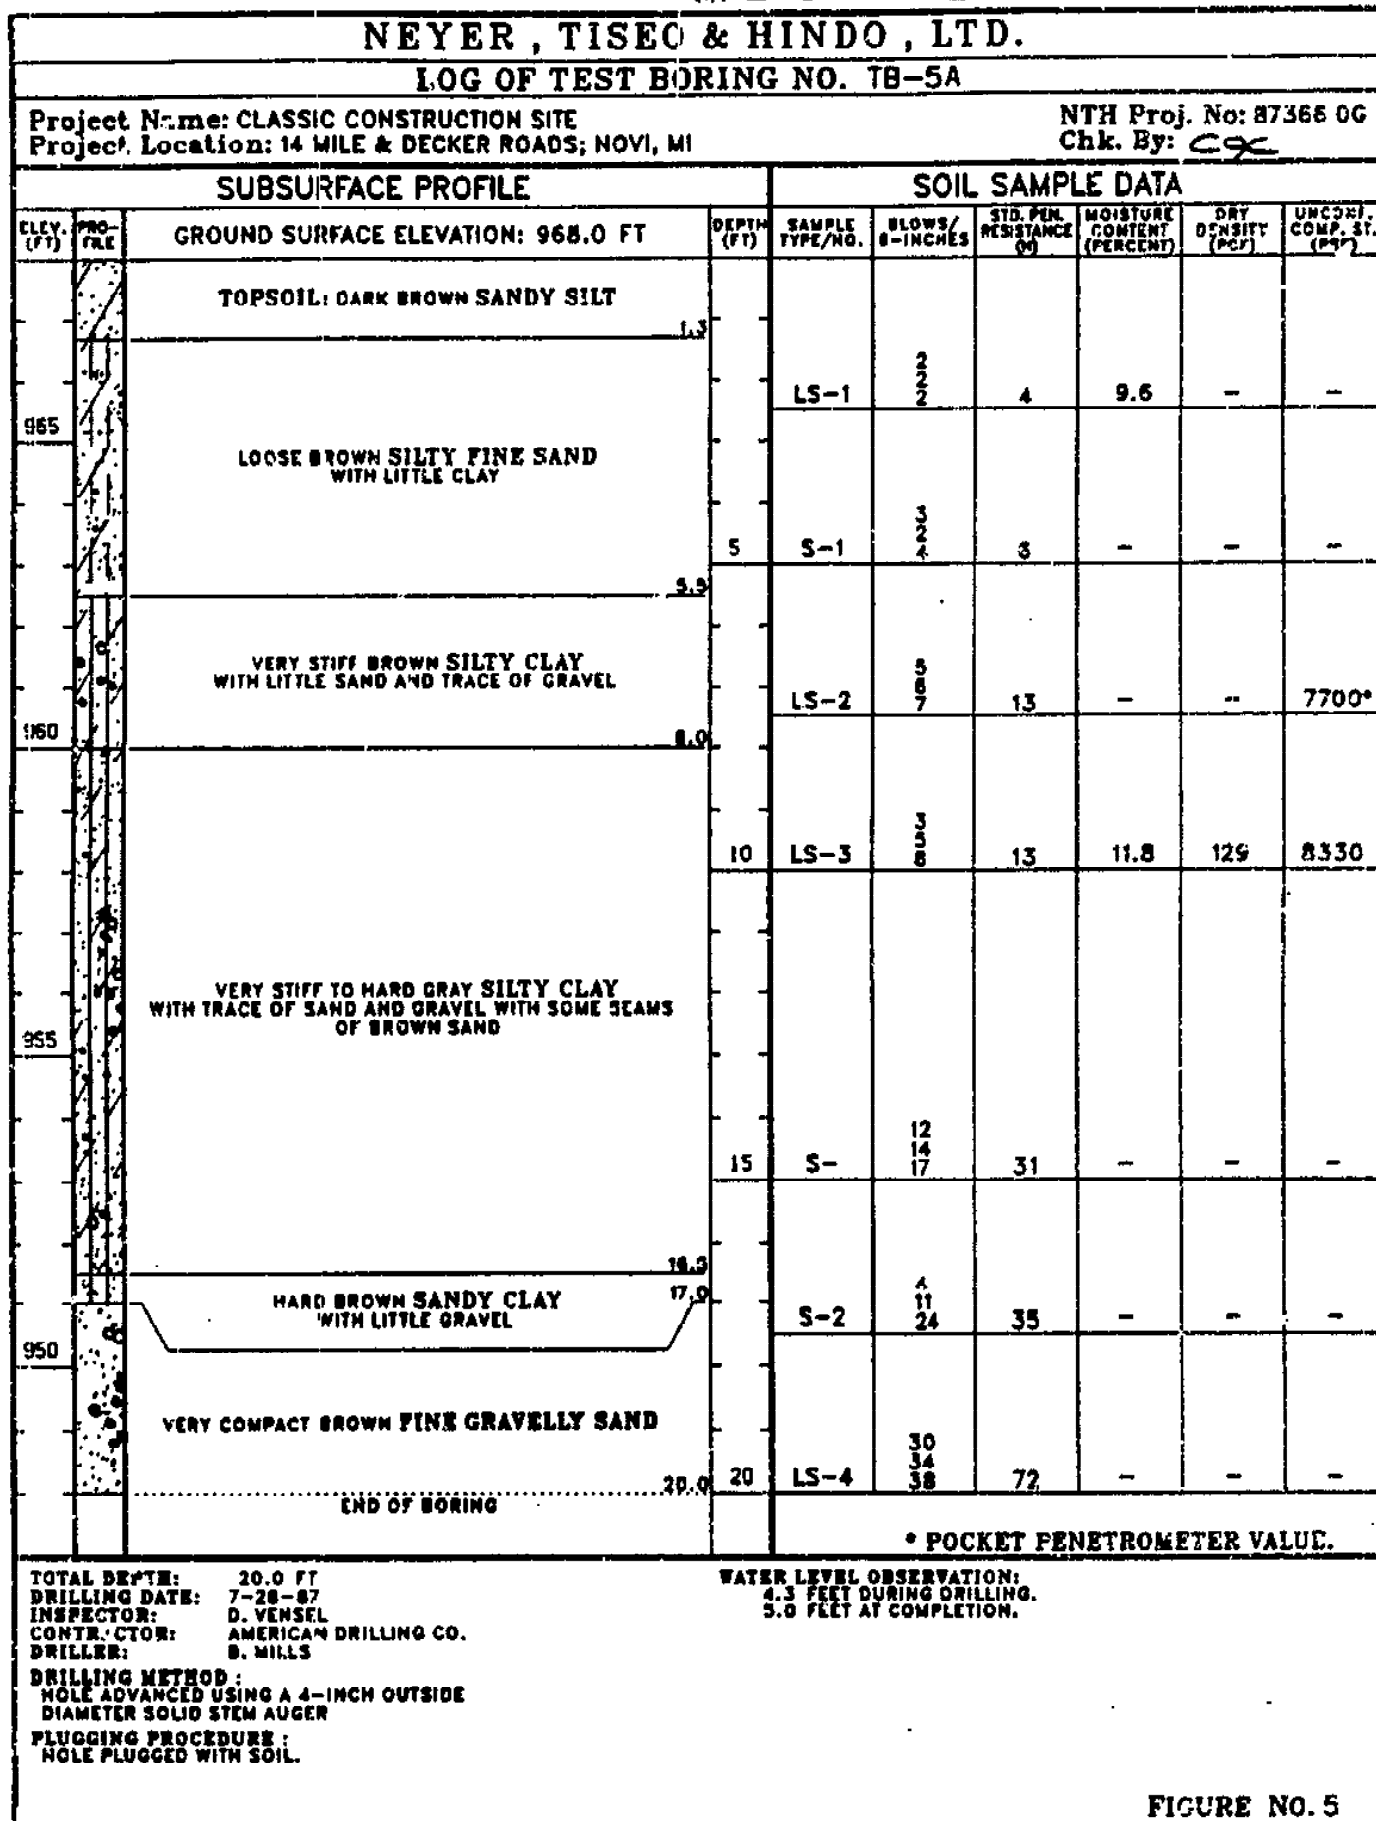 NEYER , TISEO & HINDO , LTD.
LOG OF TEST BORING NO. TB-5A
Project Name: CLASSIC CONSTRUCTION SITE
Project Location: 14 MILE & DECKER ROADS; NOVI, MI
NTH Proj. No: 87366 OG
Chk. By:
SUBSURFACE PROFILE
SOIL SAMPLE DATA
ELEV. (FT)
PRO-FILE
GROUND SURFACE ELEVATION: 968.0 FT
DEPTH (FT)
SAMPLE TYPE/NO.
BLOWS/ 6-INCHES
STD. PEN. RESISTANCE (N)
MOISTURE CONTENT (PERCENT)
DRY DENSITY (PCF)
UNCONF. COMP. ST. (PSF)
TOPSOIL: DARK BROWN SANDY SILT
1.3
2
2
LS-1 2 4 9.6 - -
965
LOOSE BROWN SILTY FINE SAND
WITH LITTLE CLAY
3
2
5 S-1 4 - - -
5.5
VERY STIFF BROWN SILTY CLAY
WITH LITTLE SAND AND TRACE OF GRAVEL
5
6
LS-2 7 13 - - 7700*
960
8.0
3
5
10 LS-3 8 13 11.8 129 8330
VERY STIFF TO HARD GRAY SILTY CLAY
WITH TRACE OF SAND AND GRAVEL WITH SOME SEAMS
OF BROWN SAND
955
12
14
15 S- 17 31 - - -
16.5
HARD BROWN SANDY CLAY
WITH LITTLE GRAVEL
17.0
4
11
S-2 24 35 - - -
950
VERY COMPACT BROWN FINE GRAVELLY SAND
30
34
20.0 20 LS-4 38 72 - - -
END OF BORING
* POCKET PENETROMETER VALUE.
TOTAL DEPTH: 20.0 FT
DRILLING DATE: 7-28-87
INSPECTOR: D. VENSEL
CONTRACTOR: AMERICAN DRILLING CO.
DRILLER: B. MILLS
DRILLING METHOD :
HOLE ADVANCED USING A 4-INCH OUTSIDE
DIAMETER SOLID STEM AUGER
PLUGGING PROCEDURE :
HOLE PLUGGED WITH SOIL.
WATER LEVEL OBSERVATION:
4.3 FEET DURING DRILLING.
5.0 FEET AT COMPLETION.
FIGURE NO. 5